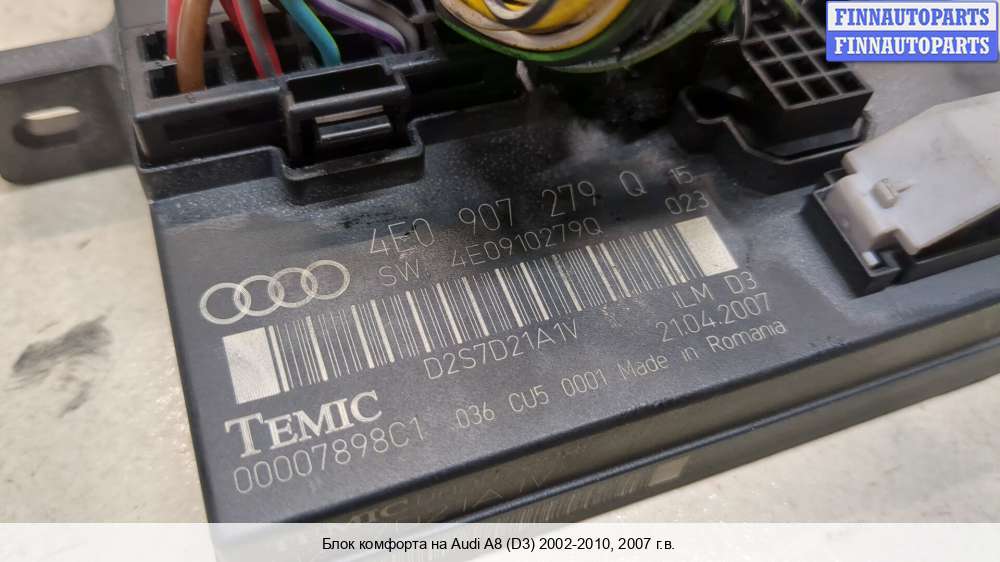 FINNAUTOPARTS
FINNAUTOPARTS
4E0 907 279 Q 15
SW: 4E0910279Q 023
D2S7D21A1V
ILM D3
21.04.2007
TEMIC
036 CU5 0001 Made in Romania
00007898C1
TEMIC
Блок комфорта на Audi A8 (D3) 2002-2010, 2007 г.в.